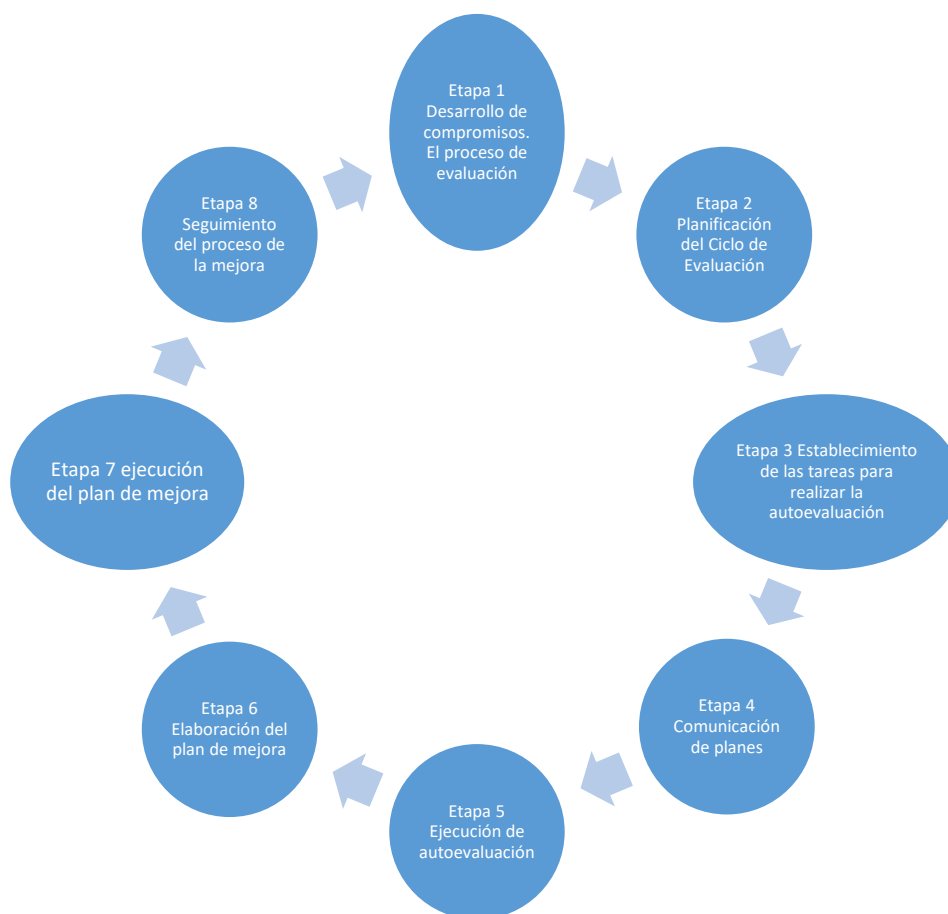 Etapa 1
Desarrollo de
compromisos.
El proceso de
evaluación
Etapa 2
Planificación
del Ciclo de
Evaluación
Etapa 3 Establecimiento
de las tareas para
realizar la
autoevaluación
Etapa 4
Comunicación
de planes
Etapa 5
Ejecución de
autoevaluación
Etapa 6
Elaboración del
plan de mejora
Etapa 7 ejecución
del plan de mejora
Etapa 8
Seguimiento
del proceso de
la mejora